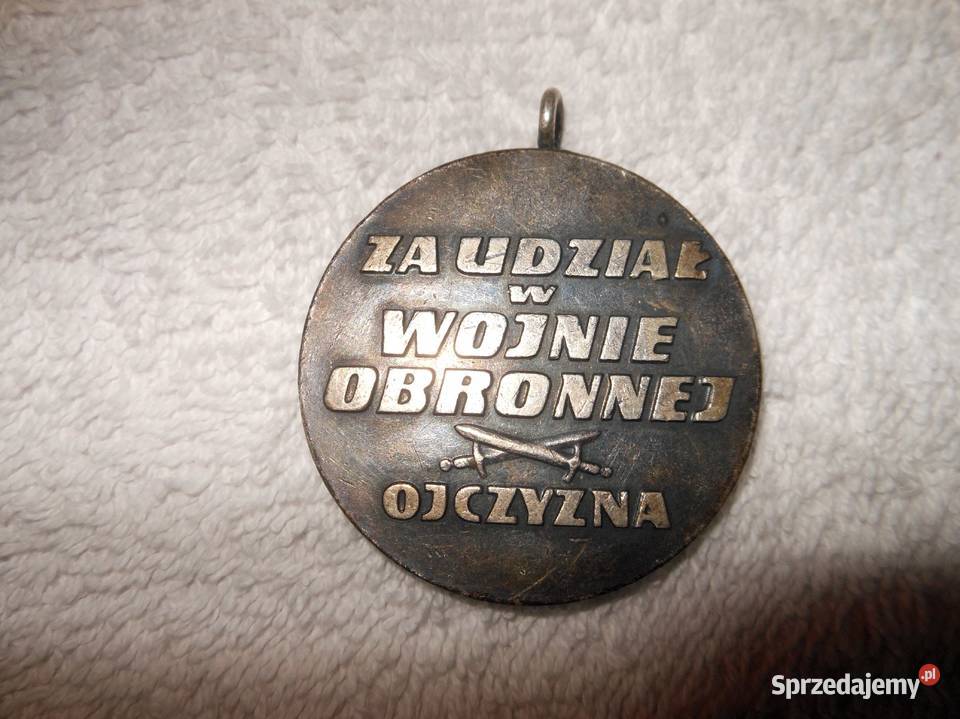 ZA UDZIAŁ
w
WOJNIE
OBRONNEJ
OJCZYZNA
Sprzedajemy.pl